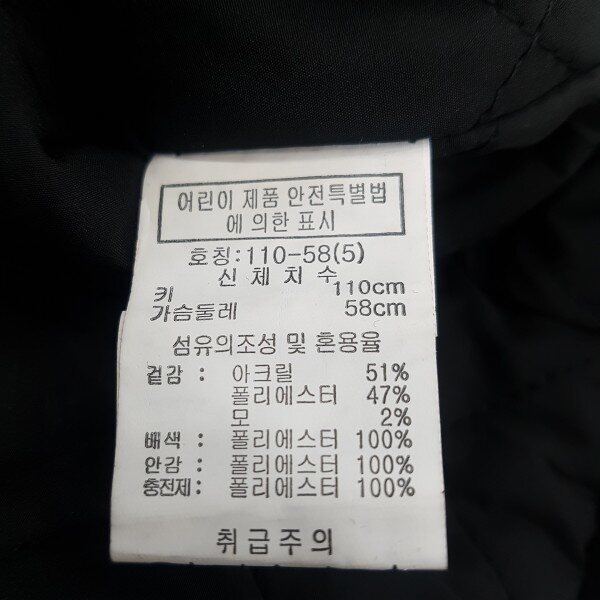 어린이 제품 안전특별법
에 의한 표시
호칭:110-58(5)
신 체 치 수
키 110cm
가슴둘레 58cm
섬유의조성 및 혼용율
겉감 : 아크릴 51%
폴리에스터 47%
모 2%
배색 : 폴리에스터 100%
안감 : 폴리에스터 100%
충전제: 폴리에스터 100%
취 급 주 의